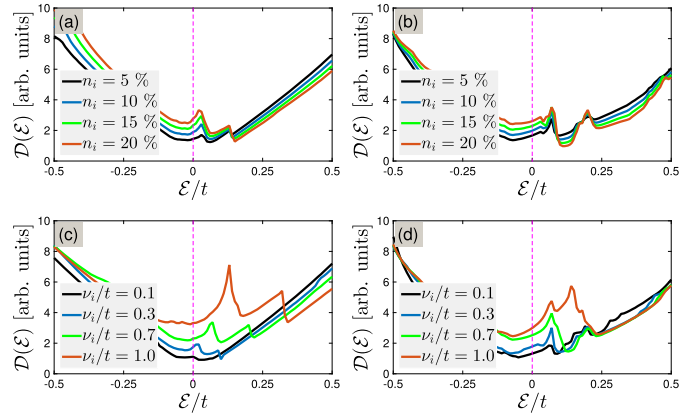 (a)
10
8
6
4
2
0
𝒟(ℰ) [arb. units]
n_i = 5 %
n_i = 10 %
n_i = 15 %
n_i = 20 %
-0.5 -0.25 0 0.25 0.5
ℰ/t
(b)
10
8
6
4
2
0
𝒟(ℰ) [arb. units]
n_i = 5 %
n_i = 10 %
n_i = 15 %
n_i = 20 %
-0.5 -0.25 0 0.25 0.5
ℰ/t
(c)
10
8
6
4
2
0
𝒟(ℰ) [arb. units]
ν_i/t = 0.1
ν_i/t = 0.3
ν_i/t = 0.7
ν_i/t = 1.0
-0.5 -0.25 0 0.25 0.5
ℰ/t
(d)
10
8
6
4
2
0
𝒟(ℰ) [arb. units]
ν_i/t = 0.1
ν_i/t = 0.3
ν_i/t = 0.7
ν_i/t = 1.0
-0.5 -0.25 0 0.25 0.5
ℰ/t